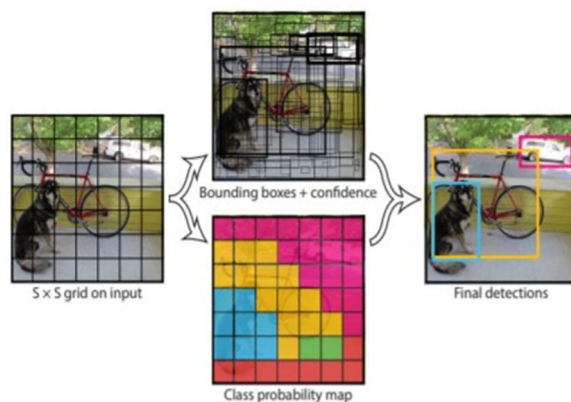 Bounding boxes + confidence
S × S grid on input
Final detections
Class probability map